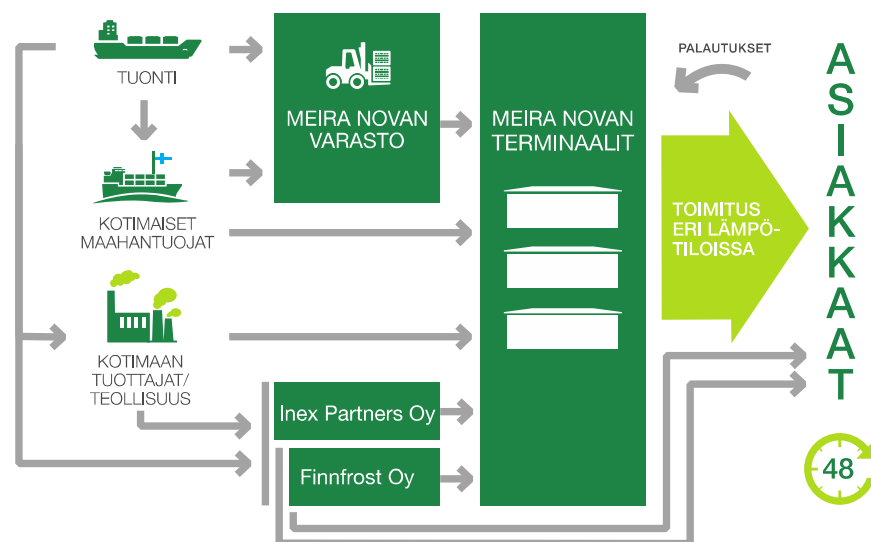 TUONTI
KOTIMAISET
MAAHANTUOJAT
KOTIMAAN
TUOTTAJAT/
TEOLLISUUS
MEIRA NOVAN
VARASTO
Inex Partners Oy
Finnfrost Oy
MEIRA NOVAN
TERMINAALIT
PALAUTUKSET
TOIMITUS
ERI LÄMPÖ-
TILOISSA
ASIAKKAAT
48